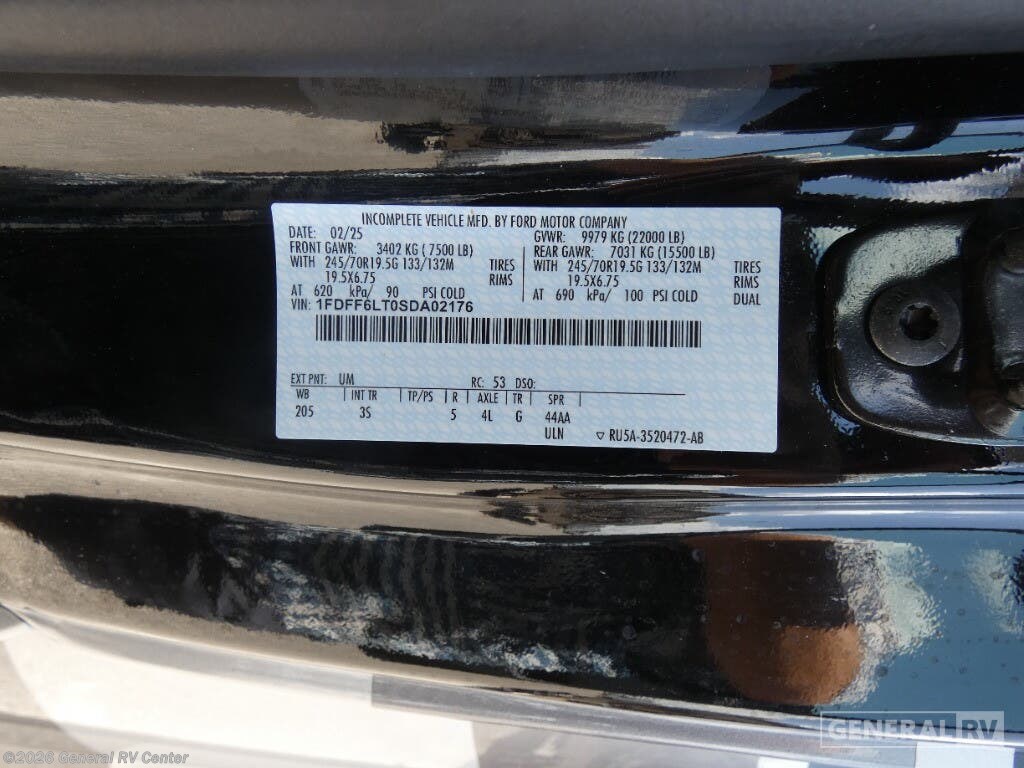 INCOMPLETE VEHICLE MFD. BY FORD MOTOR COMPANY
DATE: 02/25 GVWR: 9979 KG (22000 LB)
FRONT GAWR: 3402 KG ( 7500 LB) REAR GAWR: 7031 KG (15500 LB)
WITH 245/70R19.5G 133/132M TIRES WITH 245/70R19.5G 133/132M TIRES
19.5X6.75 RIMS 19.5X6.75 RIMS
AT 620 kPa/ 90 PSI COLD AT 690 kPa/ 100 PSI COLD DUAL
VIN: 1FDFF6LT0SDA02176
EXT PNT: UM RC: 53 DSO:
WB INT TR TP/PS R AXLE TR SPR
205 3S 5 4L G 44AA
ULN RU5A-3520472-AB
GENERAL RV
©2026 General RV Center